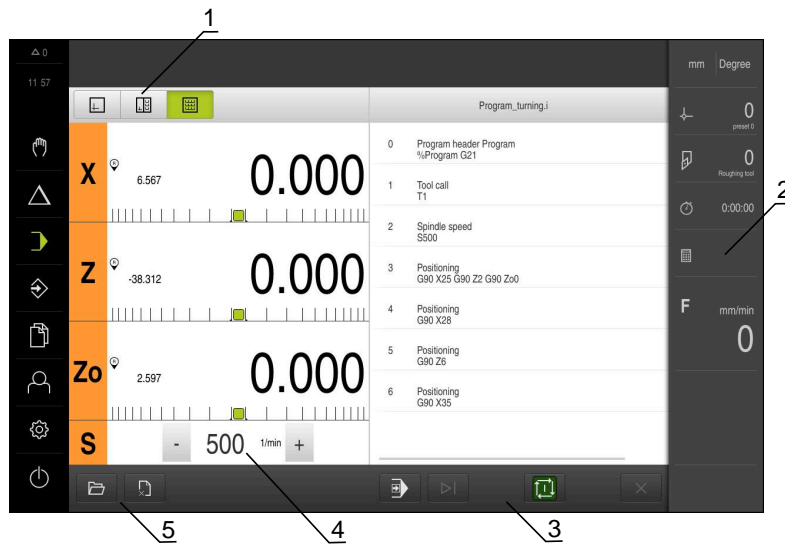 1
0
11 57
mm Degree
Program_turning.i
X
R
6.567
0.000
Z
R
-38.312
0.000
Zo
R
2.597
0.000
S
- 500 1/min +
0 Program header Program
%Program G21
1 Tool call
T1
2 Spindle speed
S500
3 Positioning
G90 X25 G90 Z2 G90 Zo0
4 Positioning
G90 X28
5 Positioning
G90 Z6
6 Positioning
G90 X35
0
preset 0
0
Roughing tool
0:00:00
2
F mm/min
0
5
4
3